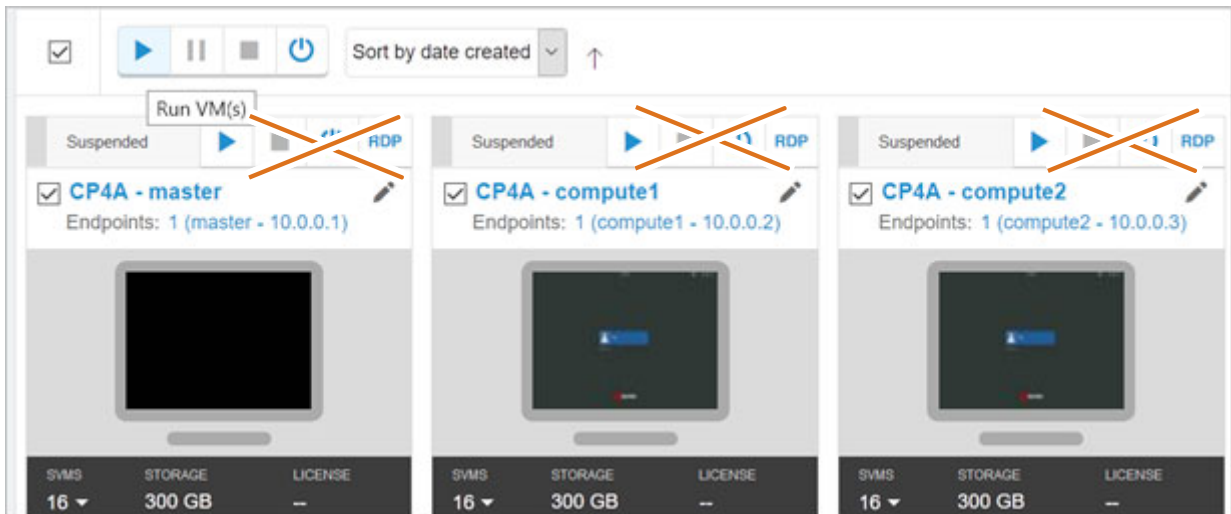 Sort by date created
Run VM(s)
Suspended RDP
CP4A - master
Endpoints: 1 (master - 10.0.0.1)
SVMS STORAGE LICENSE
16 300 GB --
Suspended RDP
CP4A - compute1
Endpoints: 1 (compute1 - 10.0.0.2)
SVMS STORAGE LICENSE
16 300 GB --
Suspended RDP
CP4A - compute2
Endpoints: 1 (compute2 - 10.0.0.3)
SVMS STORAGE LICENSE
16 300 GB --